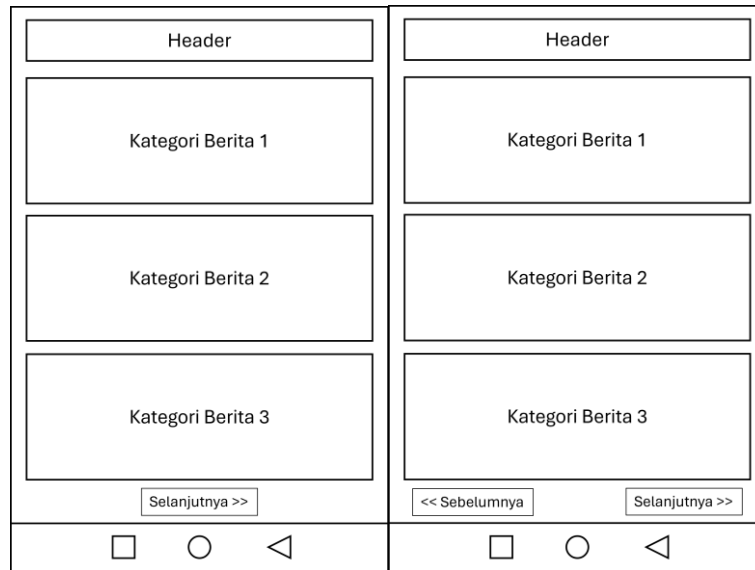 Header
Kategori Berita 1
Kategori Berita 2
Kategori Berita 3
Selanjutnya >>
Header
Kategori Berita 1
Kategori Berita 2
Kategori Berita 3
<< Sebelumnya
Selanjutnya >>